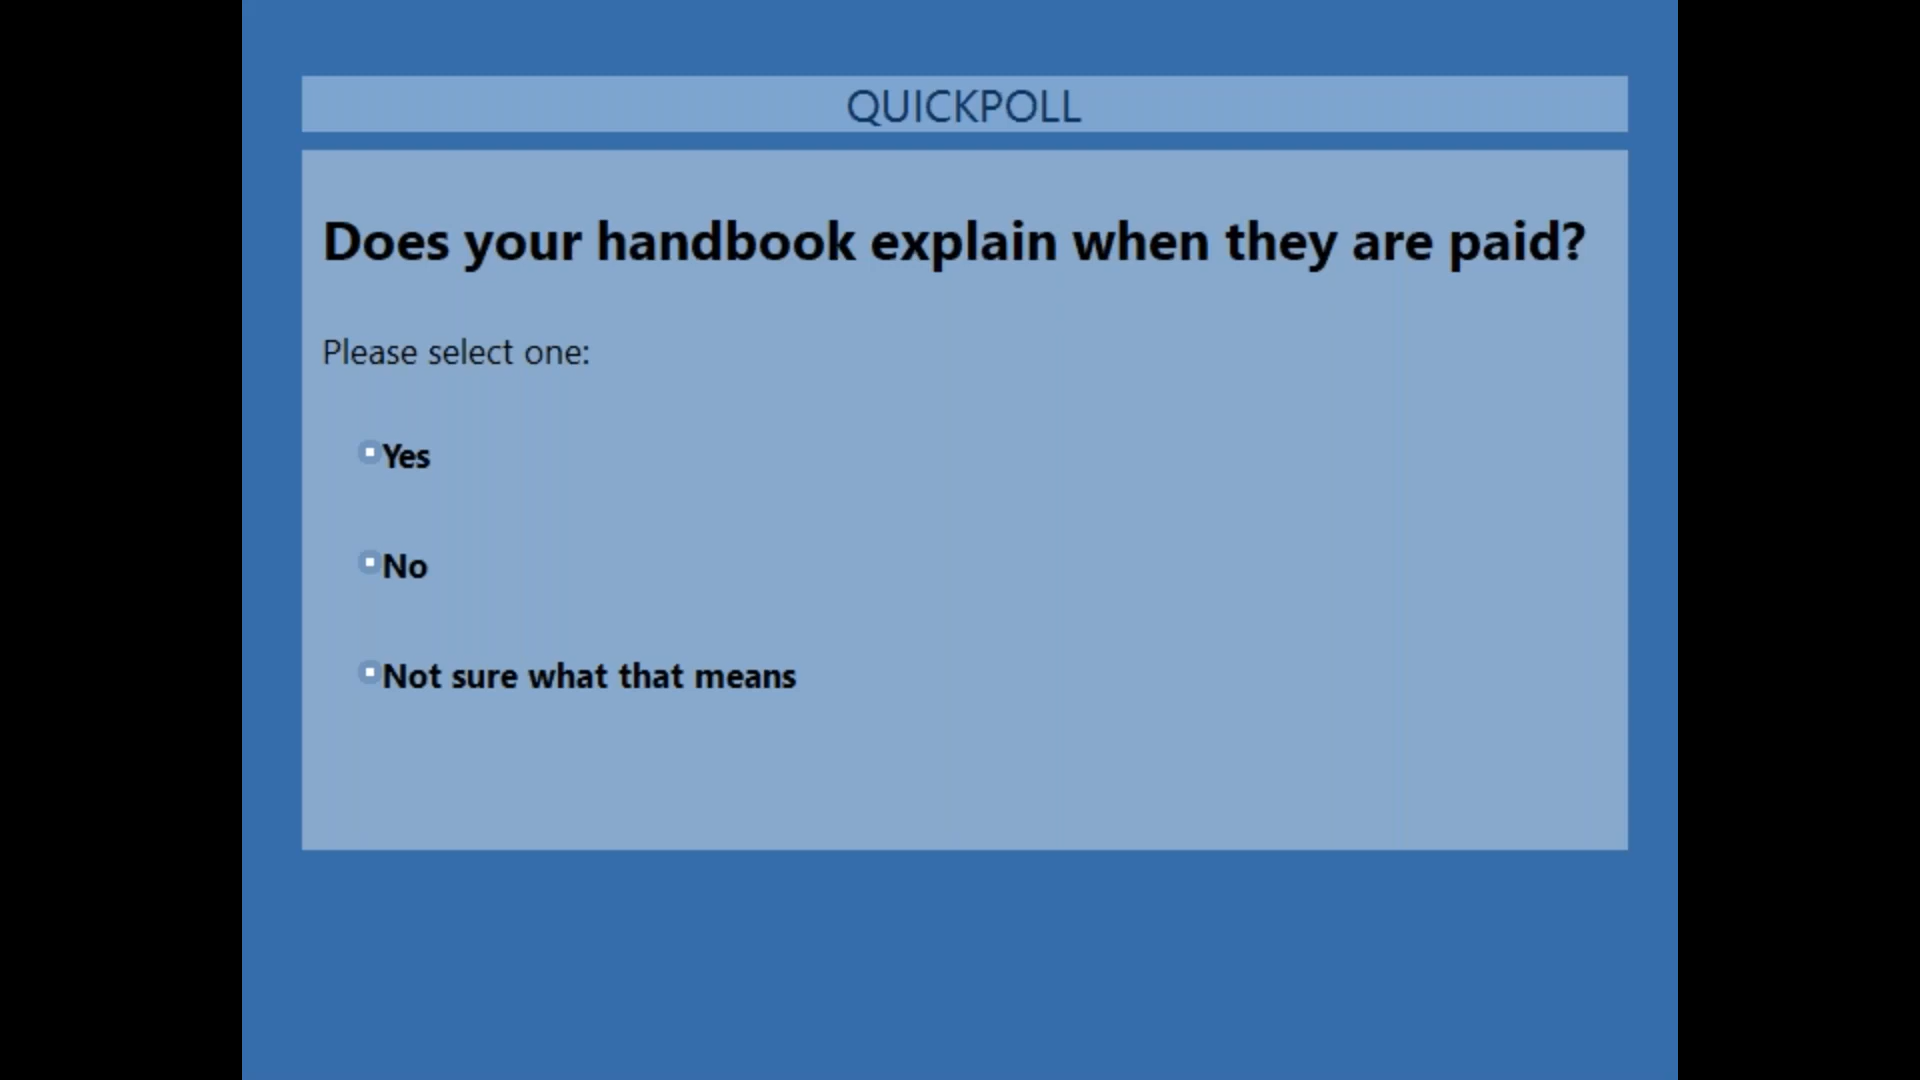 QUICKPOLL
Does your handbook explain when they are paid?
Please select one:
Yes
No
Not sure what that means